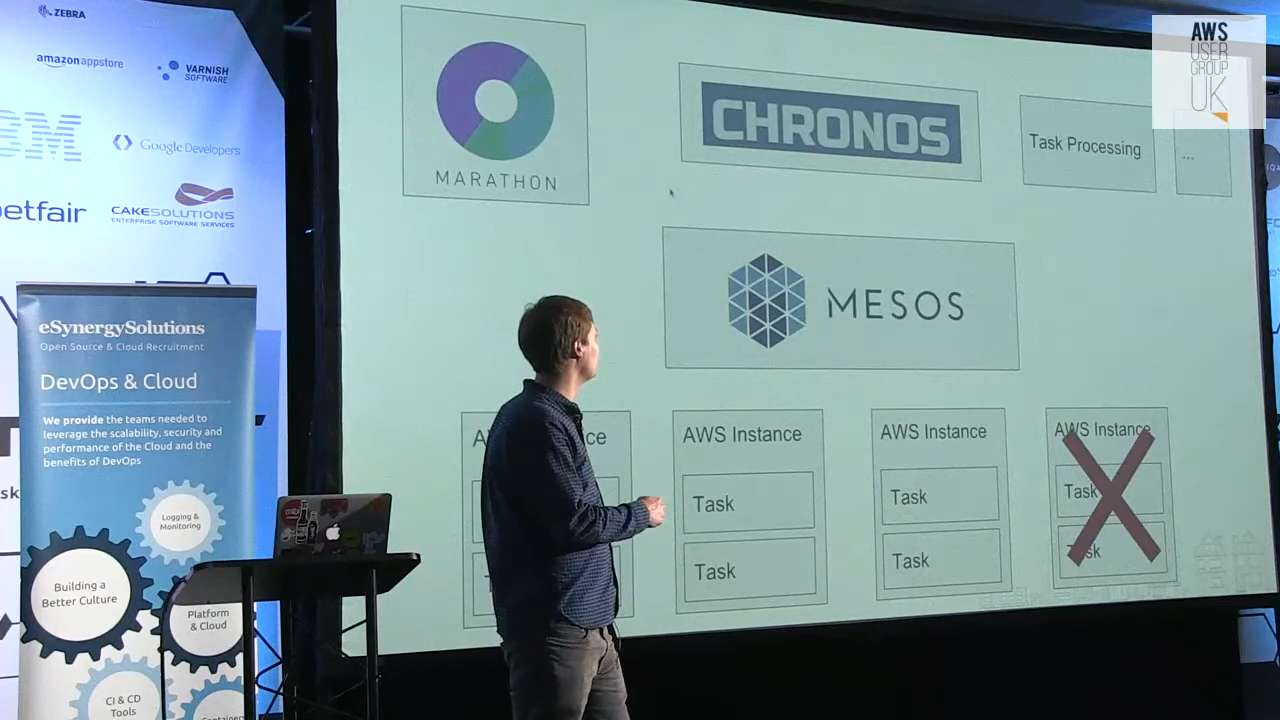 ZEBRA
amazon appstore
VARNISH
SOFTWARE
Google Developers
betfair
CAKESOLUTIONS
ENTERPRISE SOFTWARE SERVICES
eSynergySolutions
Open Source & Cloud Recruitment
DevOps & Cloud
We provide the teams needed to
leverage the scalability, security and
performance of the Cloud and the
benefits of DevOps
Logging &
Monitoring
Building a
Better Culture
Platform
& Cloud
CI & CD
Tools
MARATHON
CHRONOS
Task Processing
...
MESOS
AWS Instance
Task
Task
AWS Instance
Task
Task
AWS Instance
Task
AWS
USER
GROUP
UK